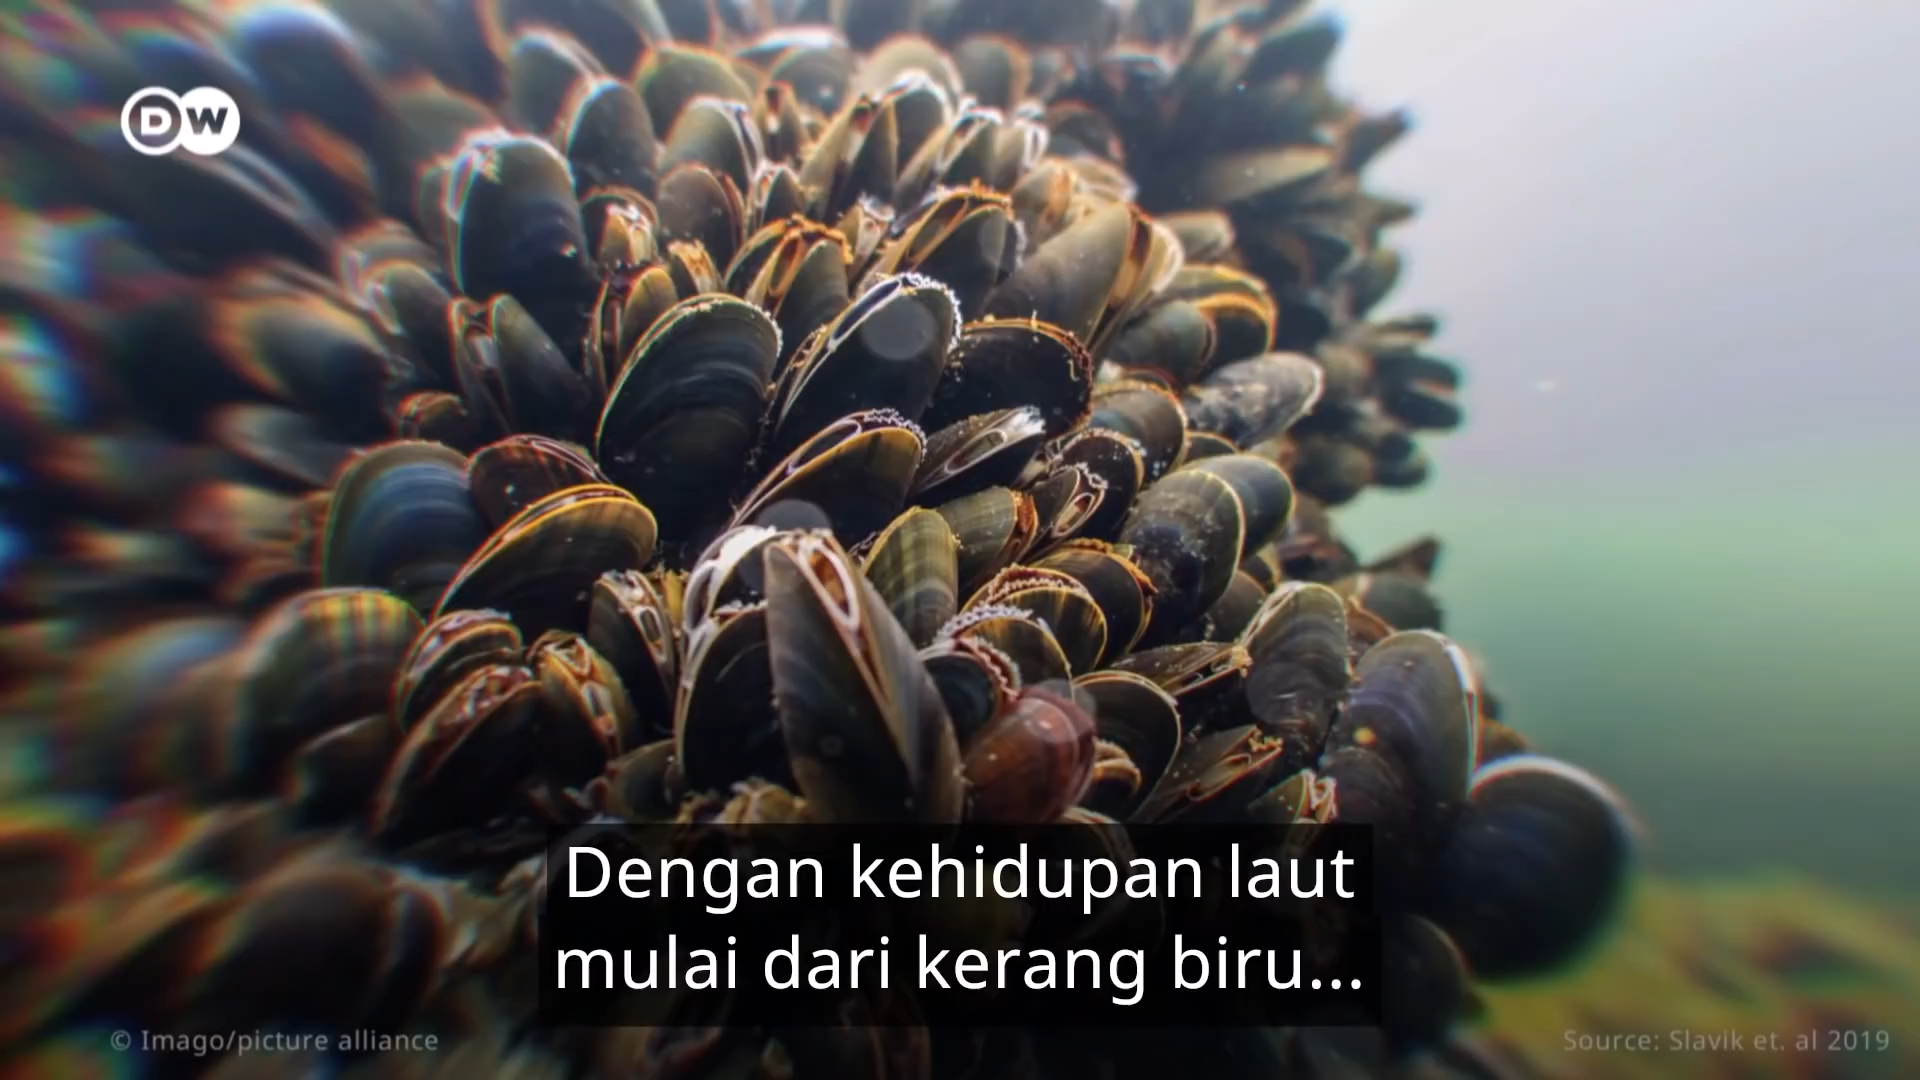 DW
Dengan kehidupan laut
mulai dari kerang biru...
© Imago/picture alliance
Source: Slavik et. al 2019